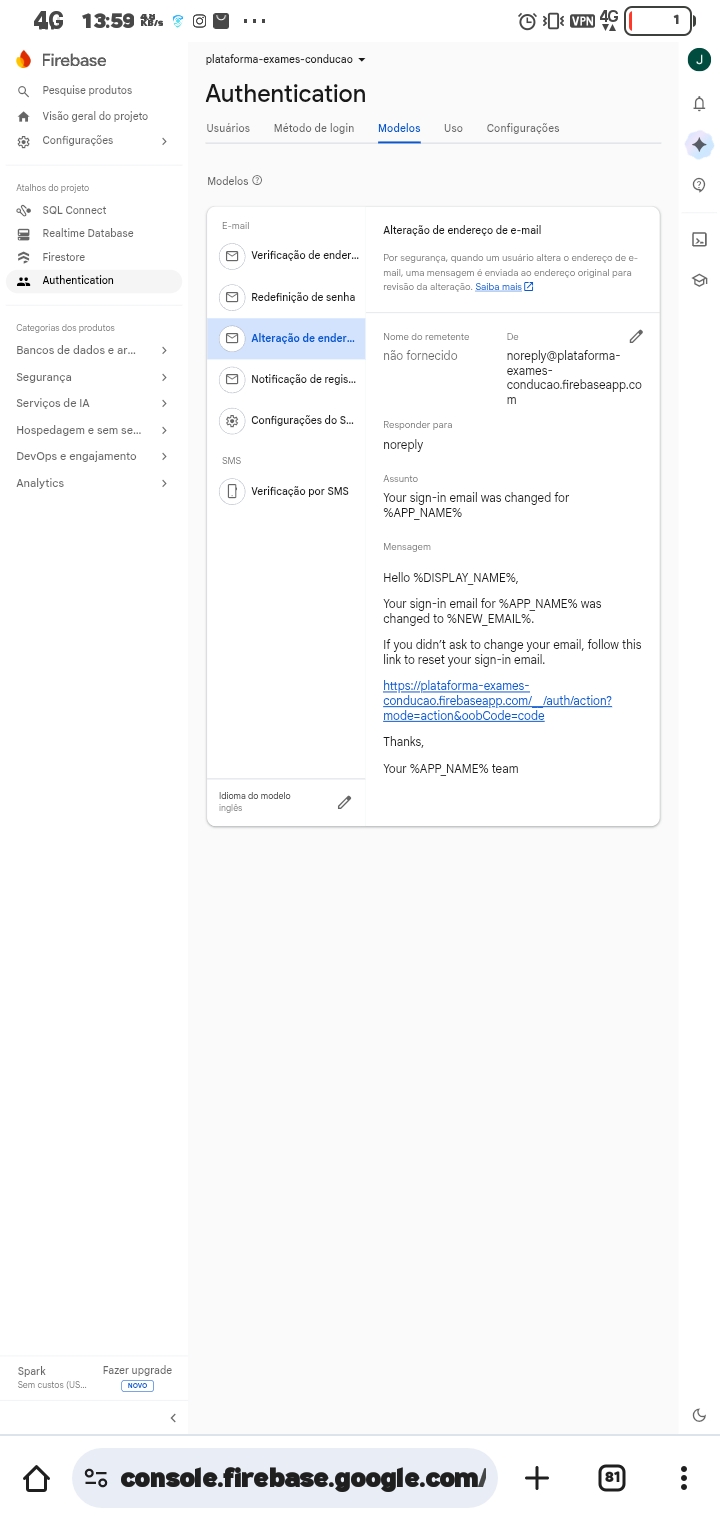 4G 13:59 KB/s VPN 4G 1
Firebase
Pesquise produtos
Visão geral do projeto
Configurações
Atalhos do projeto
SQL Connect
Realtime Database
Firestore
Authentication
Categorias dos produtos
Bancos de dados e ar...
Segurança
Serviços de IA
Hospedagem e sem se...
DevOps e engajamento
Analytics
Spark
Sem custos (US...
Fazer upgrade
NOVO
plataforma-exames-conducao
J
Authentication
Usuários Método de login Modelos Uso Configurações
Modelos
E-mail
Verificação de ender...
Redefinição de senha
Alteração de ender...
Notificação de regis...
Configurações do S...
SMS
Verificação por SMS
Idioma do modelo
inglês
Alteração de endereço de e-mail
Por segurança, quando um usuário altera o endereço de e-
mail, uma mensagem é enviada ao endereço original para
revisão da alteração. Saiba mais
Nome do remetente
não fornecido
De
noreply@plataforma-
exames-
conducao.firebaseapp.co
m
Responder para
noreply
Assunto
Your sign-in email was changed for
%APP_NAME%
Mensagem
Hello %DISPLAY_NAME%,
Your sign-in email for %APP_NAME% was
changed to %NEW_EMAIL%.
If you didn’t ask to change your email, follow this
link to reset your sign-in email.
https://plataforma-exames-
conducao.firebaseapp.com/__/auth/action?
mode=action&oobCode=code
Thanks,
Your %APP_NAME% team
console.firebase.google.com/
81